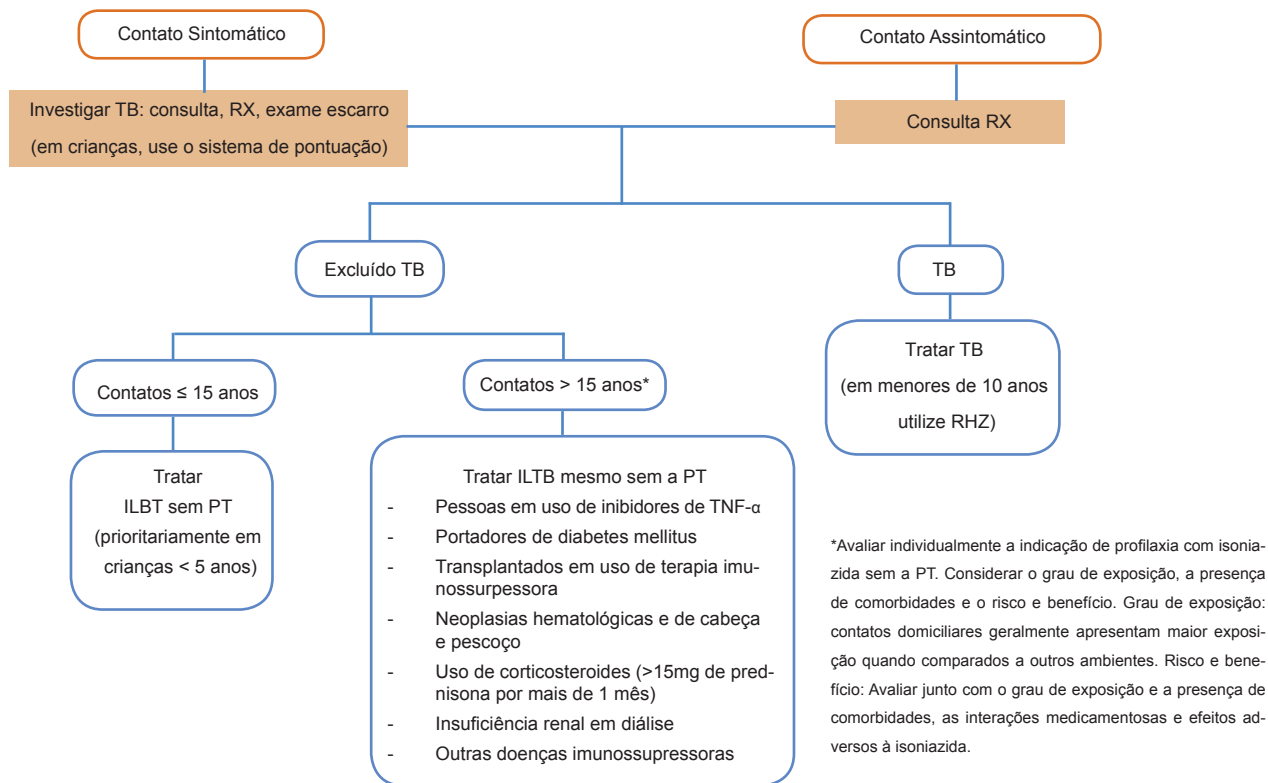 Contato Sintomático
Contato Assintomático
Investigar TB: consulta, RX, exame escarro
(em crianças, use o sistema de pontuação)
Consulta RX
Excluído TB
TB
Contatos ≤ 15 anos
Contatos > 15 anos*
Tratar TB
(em menores de 10 anos
utilize RHZ)
Tratar
ILBT sem PT
(prioritariamente em
crianças < 5 anos)
Tratar ILTB mesmo sem a PT
- Pessoas em uso de inibidores de TNF-α
- Portadores de diabetes mellitus
- Transplantados em uso de terapia imu-
nossurpessora
- Neoplasias hematológicas e de cabeça
e pescoço
- Uso de corticosteroides (>15mg de pred-
nisona por mais de 1 mês)
- Insuficiência renal em diálise
- Outras doenças imunossupressoras
*Avaliar individualmente a indicação de profilaxia com isonia-
zida sem a PT. Considerar o grau de exposição, a presença
de comorbidades e o risco e benefício. Grau de exposição:
contatos domiciliares geralmente apresentam maior exposi-
ção quando comparados a outros ambientes. Risco e bene-
fício: Avaliar junto com o grau de exposição e a presença de
comorbidades, as interações medicamentosas e efeitos ad-
versos à isoniazida.